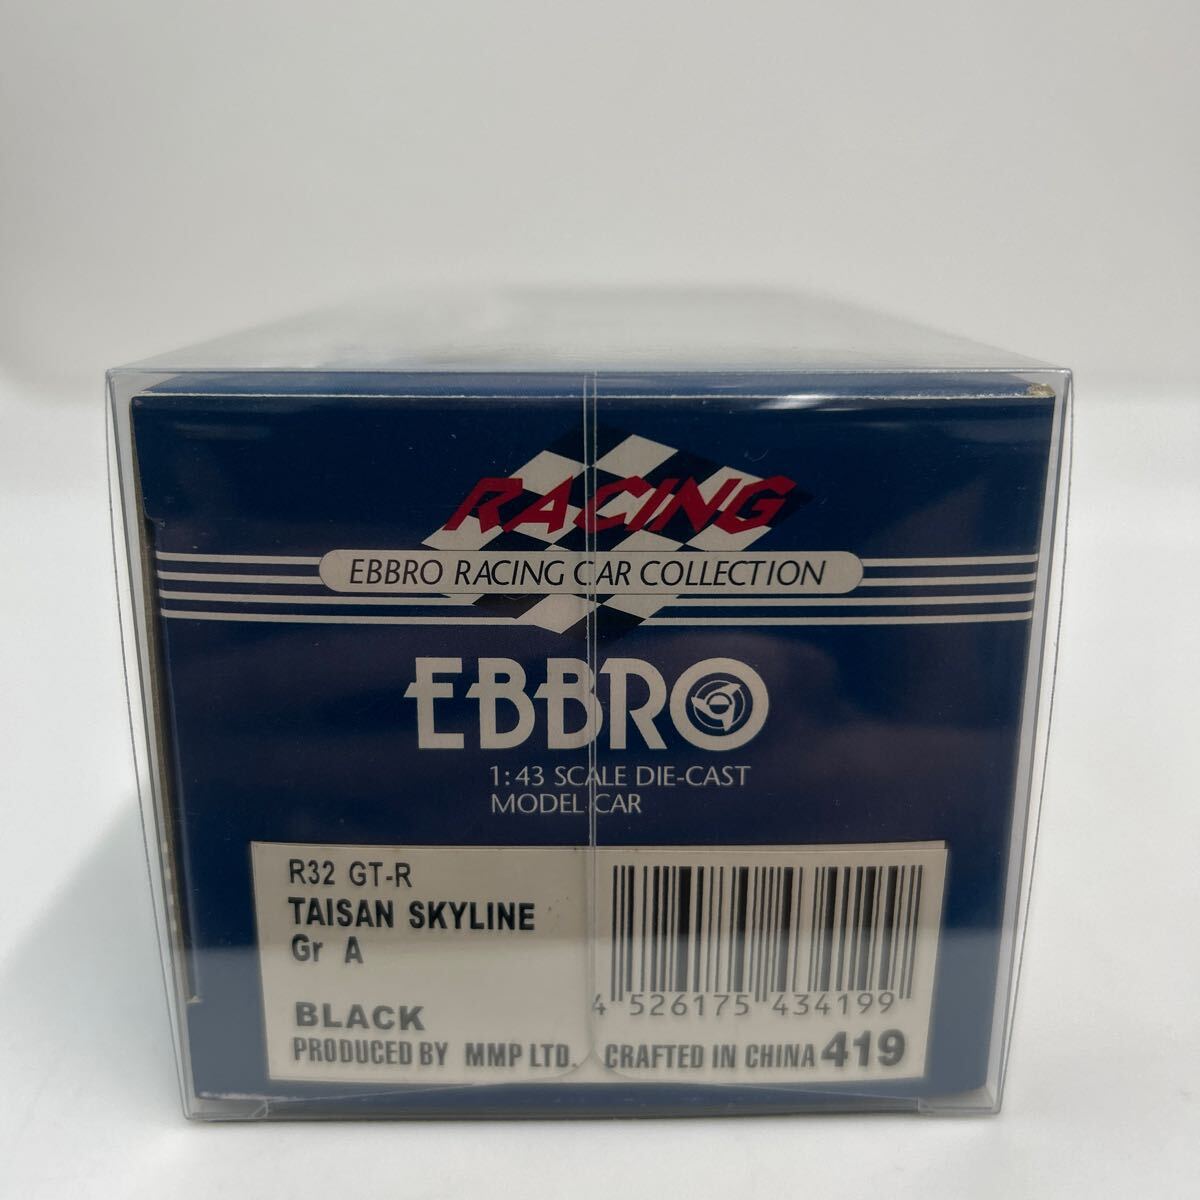 RACING
EBBRO RACING CAR COLLECTION
EBBRO
1:43 SCALE DIE-CAST
MODEL CAR
R32 GT-R
TAISAN SKYLINE
Gr A
BLACK
4 526175 434199
PRODUCED BY MMP LTD. CRAFTED IN CHINA 419